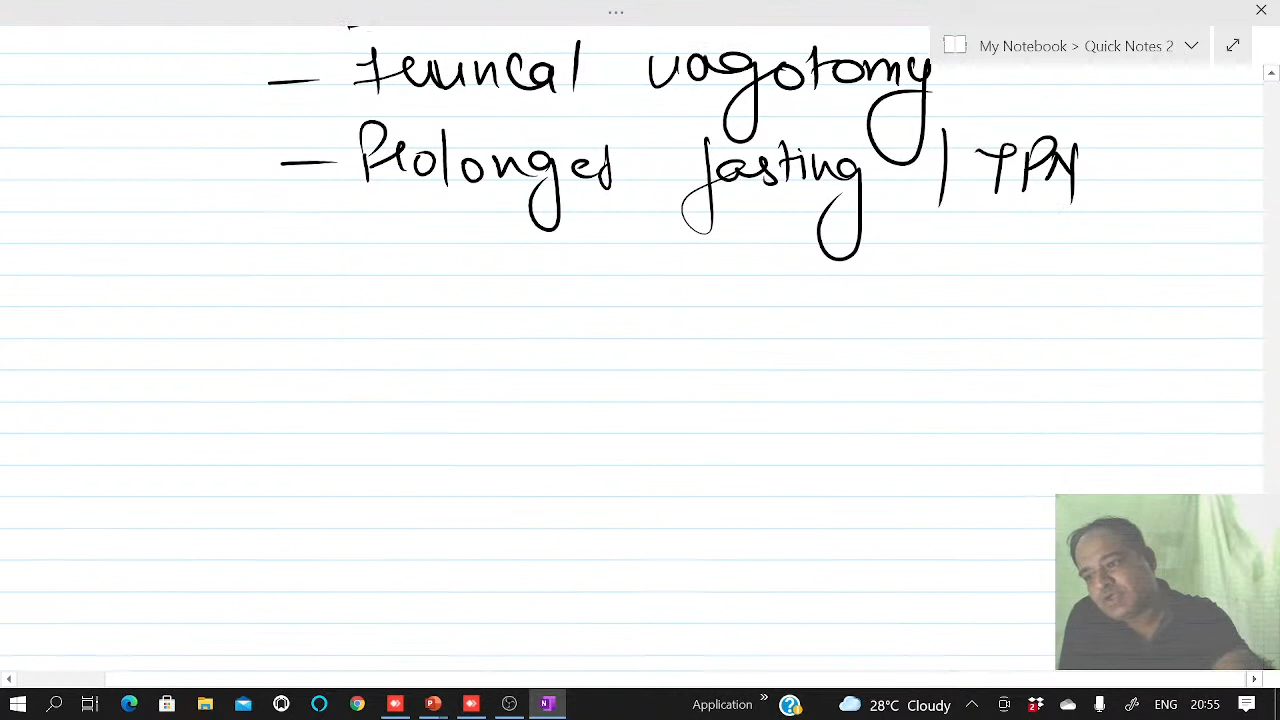 ...
My Notebook Quick Notes 2
– Truncal vagotomy
– Prolonged fasting / TPN
Application
28°C Cloudy
ENG
20:55